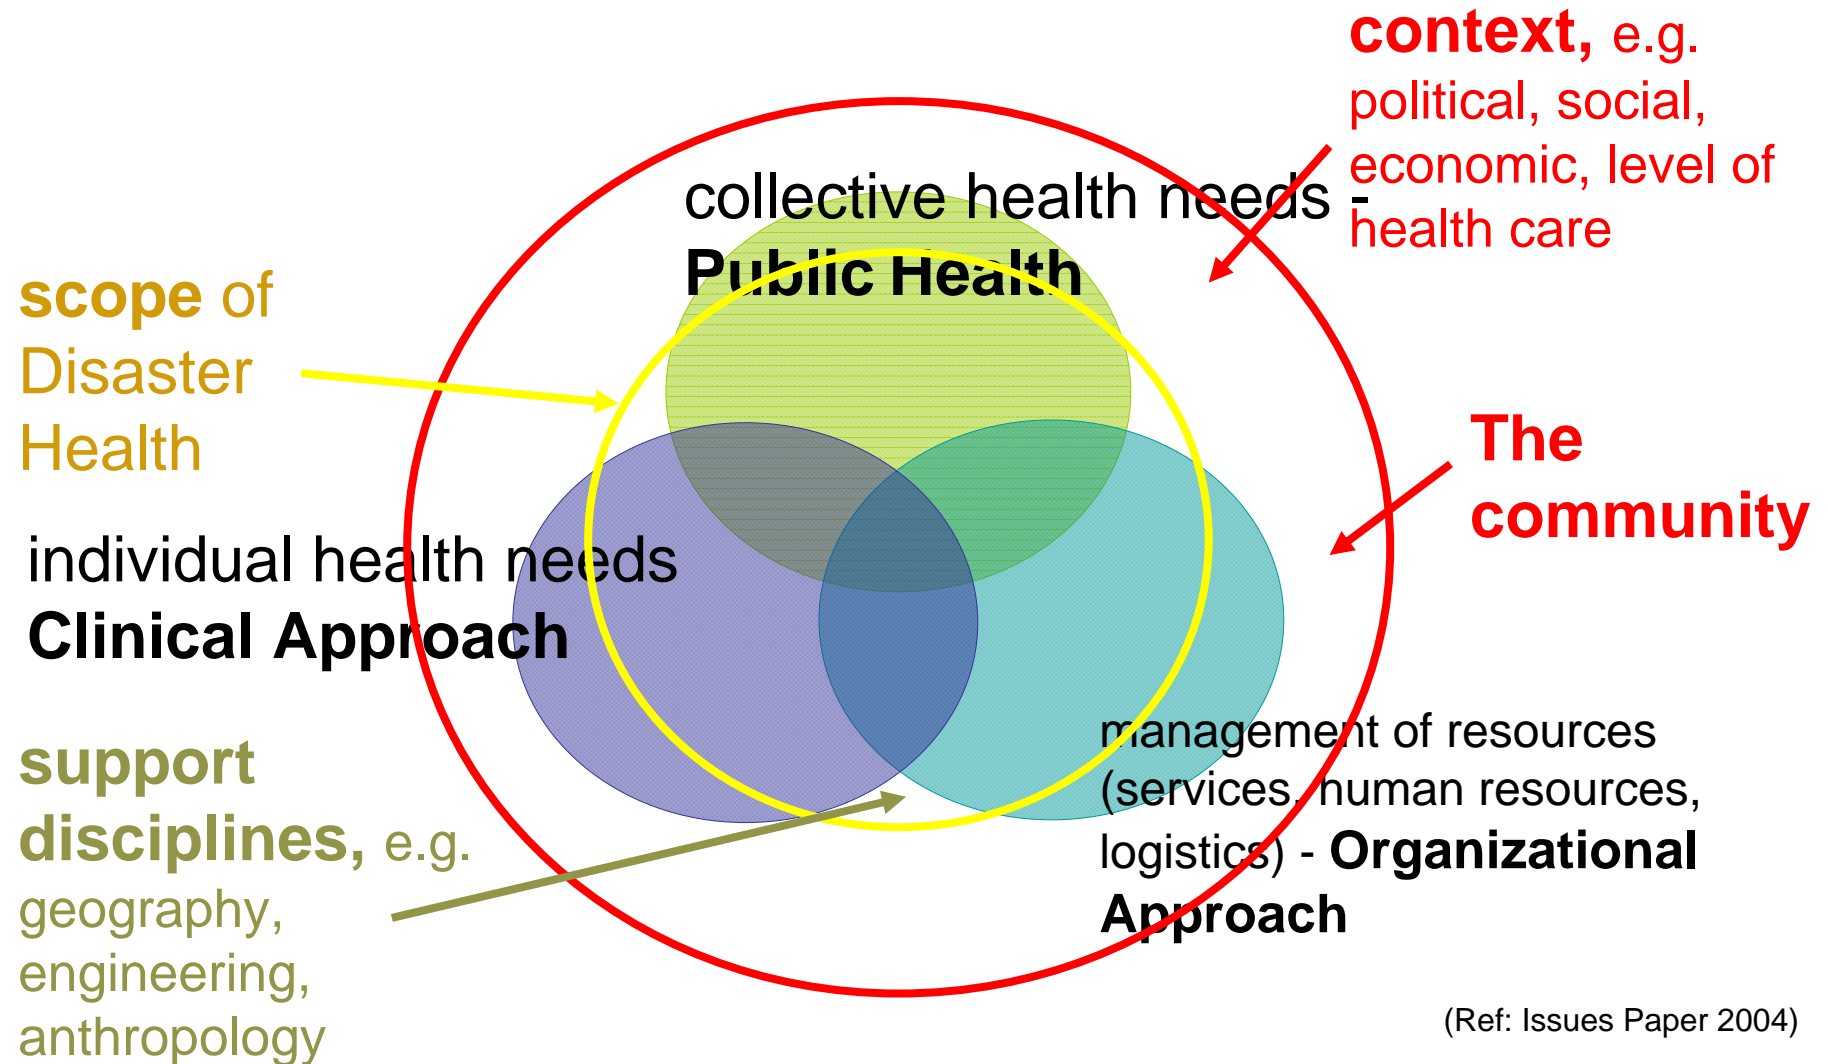 context, e.g.
political, social,
economic, level of
health care
collective health needs -
Public Health
scope of
Disaster
Health
The
community
individual health needs
Clinical Approach
management of resources
(services, human resources,
logistics) - Organizational
Approach
support
disciplines, e.g.
geography,
engineering,
anthropology
(Ref: Issues Paper 2004)